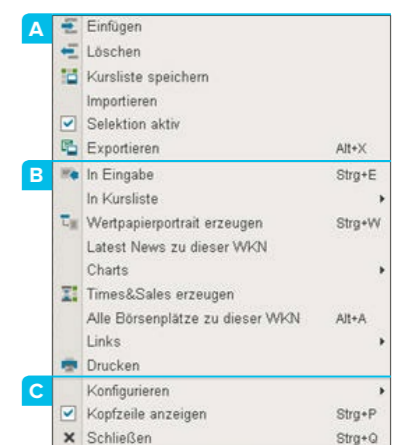 A Einfügen
Löschen
Kursliste speichern
Importieren
Selektion aktiv
Exportieren Alt+X
B In Eingabe Strg+E
In Kursliste
Wertpapierportrait erzeugen Strg+W
Latest News zu dieser WKN
Charts
Times&Sales erzeugen
Alle Börsenplätze zu dieser WKN Alt+A
Links
Drucken
C Konfigurieren
Kopfzeile anzeigen Strg+P
Schließen Strg+Q